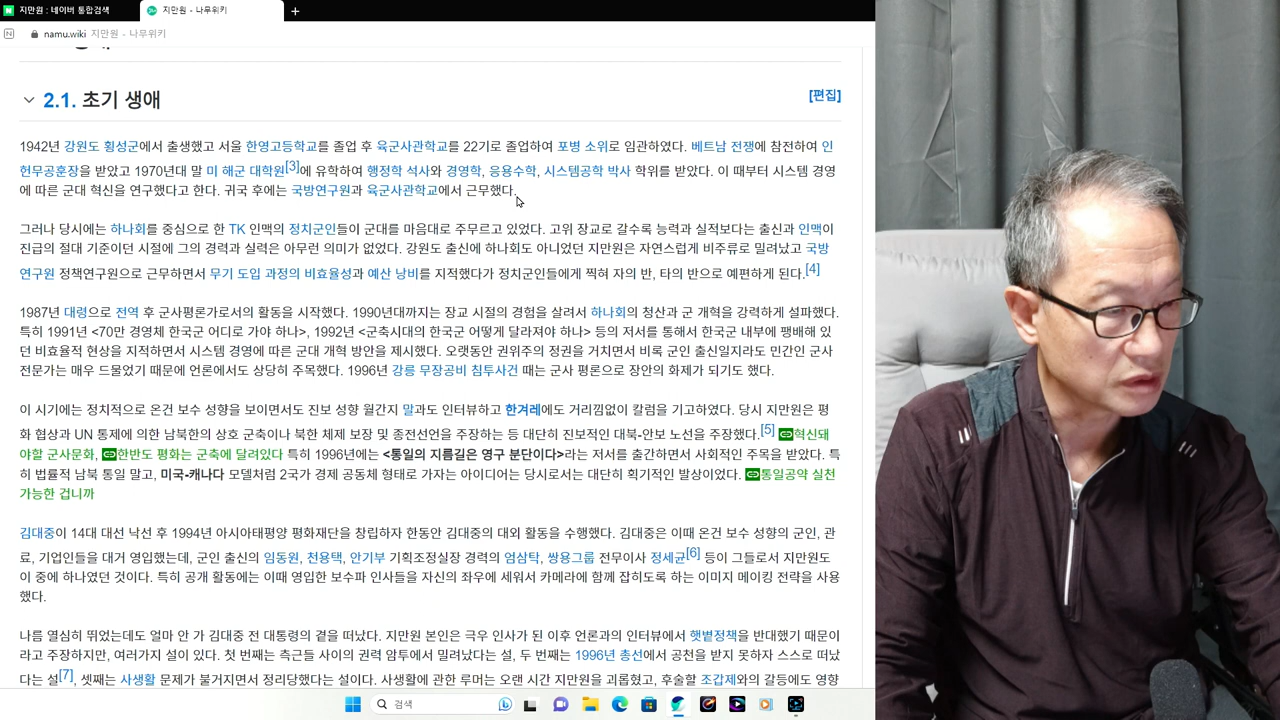 지만원 : 네이버 통합검색
지만원 - 나무위키
namu.wiki 지만원 - 나무위키
2.1. 초기 생애
[편집]
1942년 강원도 횡성군에서 출생했고 서울 한영고등학교를 졸업 후 육군사관학교를 22기로 졸업하여 포병 소위로 임관하였다. 베트남 전쟁에 참전하여 인
헌무공훈장을 받았고 1970년대 말 미 해군 대학원[3]에 유학하여 행정학 석사와 경영학, 응용수학, 시스템공학 박사 학위를 받았다. 이 때부터 시스템 경영
에 따른 군대 혁신을 연구했다고 한다. 귀국 후에는 국방연구원과 육군사관학교에서 근무했다.
그러나 당시에는 하나회를 중심으로 한 TK 인맥의 정치군인들이 군대를 마음대로 주무르고 있었다. 고위 장교로 갈수록 능력과 실적보다는 출신과 인맥이
진급의 절대 기준이던 시절에 그의 경력과 실력은 아무런 의미가 없었다. 강원도 출신에 하나회도 아니었던 지만원은 자연스럽게 비주류로 밀려났고 국방
연구원 정책연구원으로 근무하면서 무기 도입 과정의 비효율성과 예산 낭비를 지적했다가 정치군인들에게 찍혀 자의 반, 타의 반으로 예편하게 된다.[4]
1987년 대령으로 전역 후 군사평론가로서의 활동을 시작했다. 1990년대까지는 장교 시절의 경험을 살려서 하나회의 청산과 군 개혁을 강력하게 설파했다.
특히 1991년 <70만 경영체 한국군 어디로 가야 하나>, 1992년 <군축시대의 한국군 어떻게 달라져야 하나> 등의 저서를 통해서 한국군 내부에 팽배해 있
던 비효율적 현상을 지적하면서 시스템 경영에 따른 군대 개혁 방안을 제시했다. 오랫동안 권위주의 정권을 거치면서 비록 군인 출신일지라도 민간인 군사
전문가는 매우 드물었기 때문에 언론에서도 상당히 주목했다. 1996년 강릉 무장공비 침투사건 때는 군사 평론으로 장안의 화제가 되기도 했다.
이 시기에는 정치적으로 온건 보수 성향을 보이면서도 진보 성향 월간지 말과도 인터뷰하고 한겨레에도 거리낌없이 칼럼을 기고하였다. 당시 지만원은 평
화 협상과 UN 통제에 의한 남북한의 상호 군축이나 북한 체제 보장 및 종전선언을 주장하는 등 대단히 진보적인 대북-안보 노선을 주장했다.[5] 혁신돼
야할 군사문화, 한반도 평화는 군축에 달려있다 특히 1996년에는 <통일의 지름길은 영구 분단이다>라는 저서를 출간하면서 사회적인 주목을 받았다. 특
히 법률적 남북 통일 말고, 미국-캐나다 모델처럼 2국가 경제 공동체 형태로 가자는 아이디어는 당시로서는 대단히 획기적인 발상이었다. 통일공약 실천
가능한 겁니까
김대중이 14대 대선 낙선 후 1994년 아시아태평양 평화재단을 창립하자 한동안 김대중의 대외 활동을 수행했다. 김대중은 이때 온건 보수 성향의 군인, 관
료, 기업인들을 대거 영입했는데, 군인 출신의 임동원, 천용택, 안기부 기획조정실장 경력의 엄삼탁, 쌍용그룹 전무이사 정세균[6] 등이 그들로서 지만원도
이 중에 하나였던 것이다. 특히 공개 활동에는 이때 영입한 보수파 인사들을 자신의 좌우에 세워서 카메라에 함께 잡히도록 하는 이미지 메이킹 전략을 사용
했다.
나름 열심히 뛰었는데도 얼마 안 가 김대중 전 대통령의 곁을 떠났다. 지만원 본인은 극우 인사가 된 이후 언론과의 인터뷰에서 햇볕정책을 반대했기 때문이
라고 주장하지만, 여러가지 설이 있다. 첫 번째는 측근들 사이의 권력 암투에서 밀려났다는 설, 두 번째는 1996년 총선에서 공천을 받지 못하자 스스로 떠났
다는 설[7], 셋째는 사생활 문제가 불거지면서 정리당했다는 설이다. 사생활에 관한 루머는 오랜 시간 지만원을 괴롭혔고, 후술할 조갑제와의 갈등에도 영향
검색